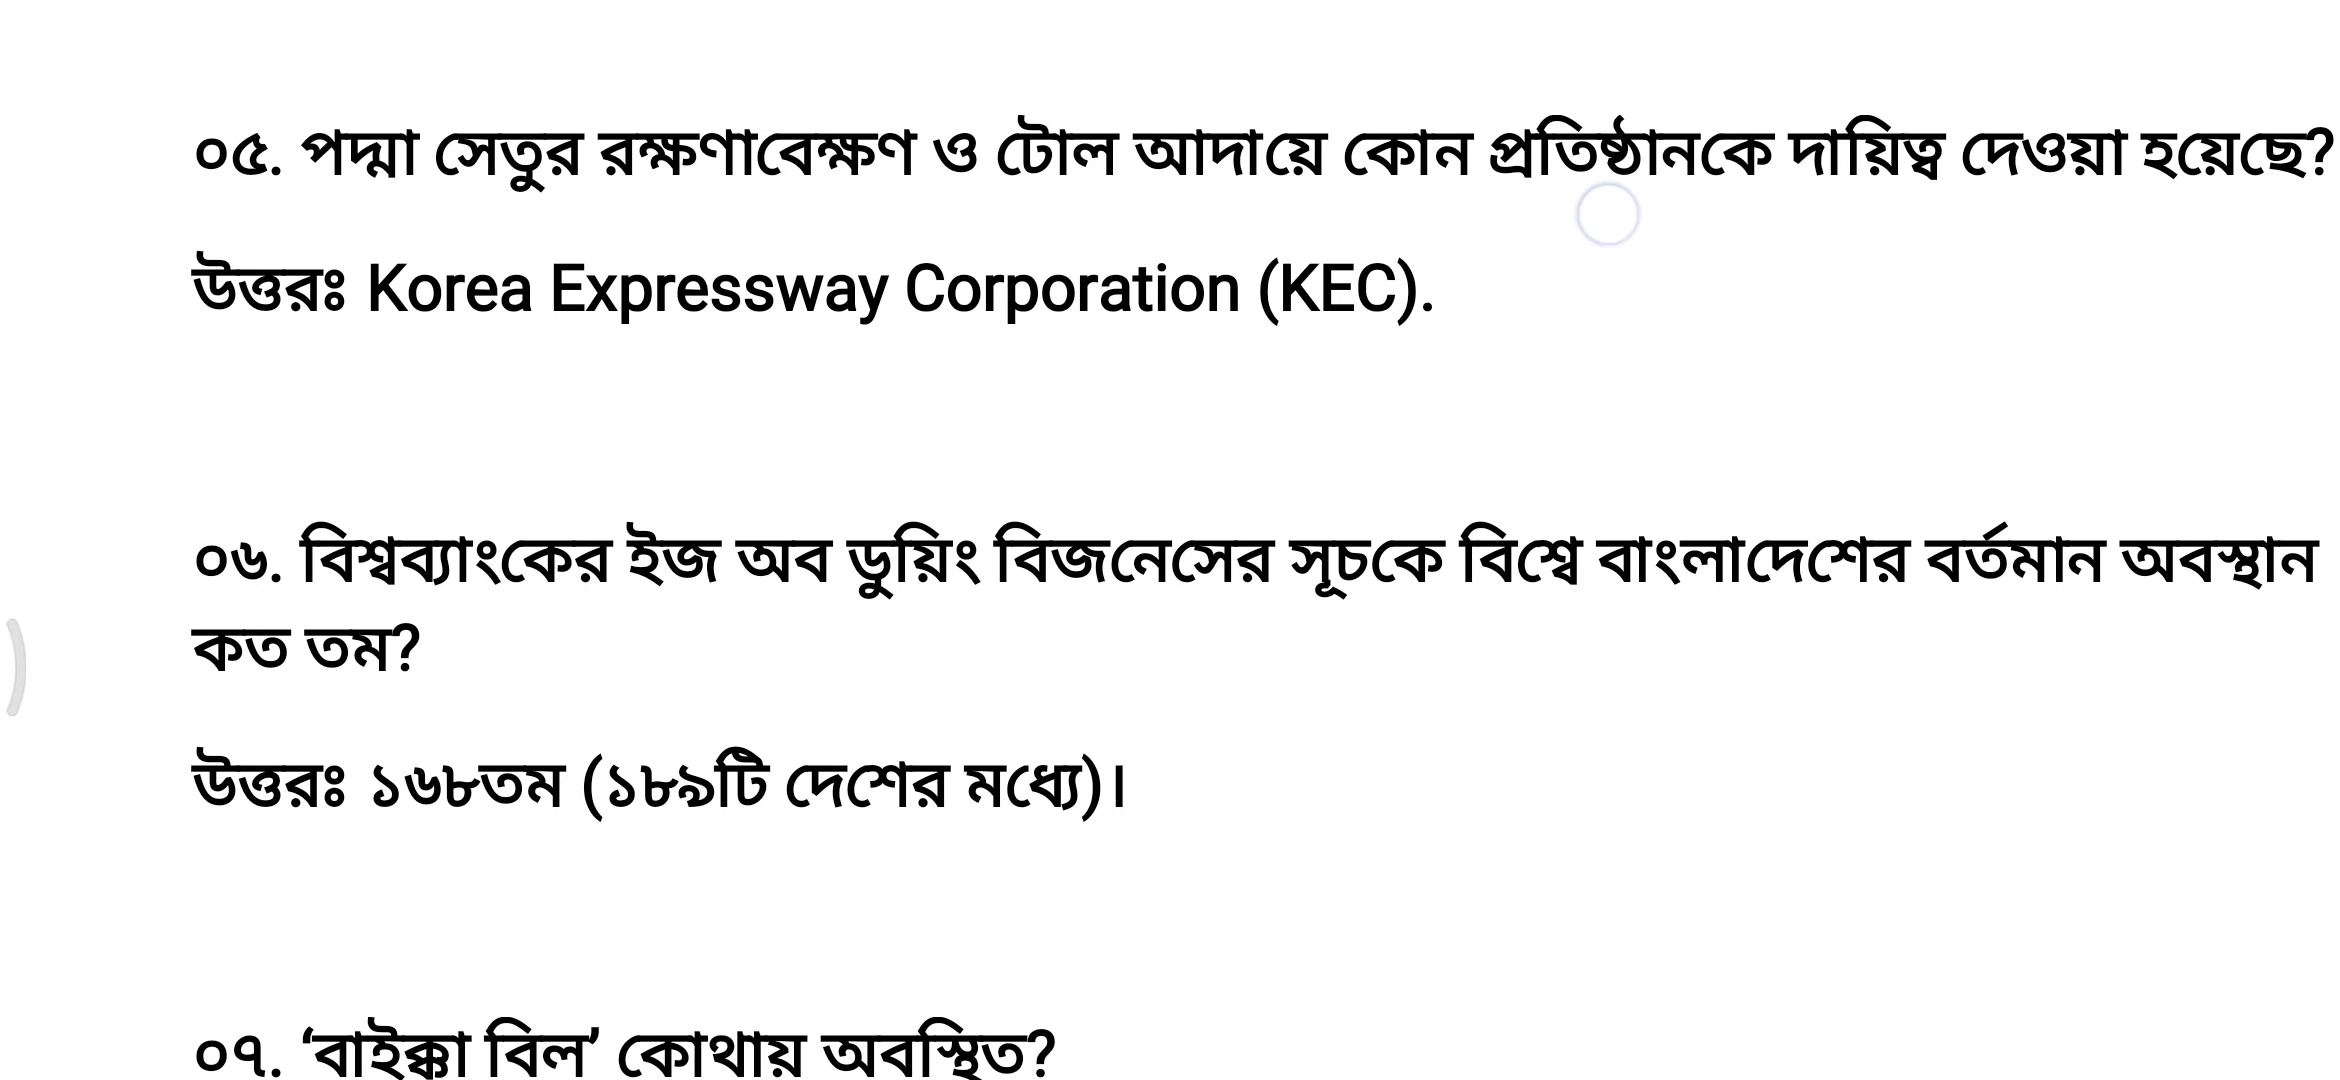 ০৫. পদ্মা সেতুর রক্ষণাবেক্ষণ ও টোল আদায়ে কোন প্রতিষ্ঠানকে দায়িত্ব দেওয়া হয়েছে?
উত্তরঃ Korea Expressway Corporation (KEC).
০৬. বিশ্বব্যাংকের ইজ অব ডুয়িং বিজনেসের সূচকে বিশ্বে বাংলাদেশের বর্তমান অবস্থান
কত তম?
উত্তরঃ ১৬৮তম (১৮৯টি দেশের মধ্যে)।
০৭. ‘বাইক্কা বিল’ কোথায় অবস্থিত?